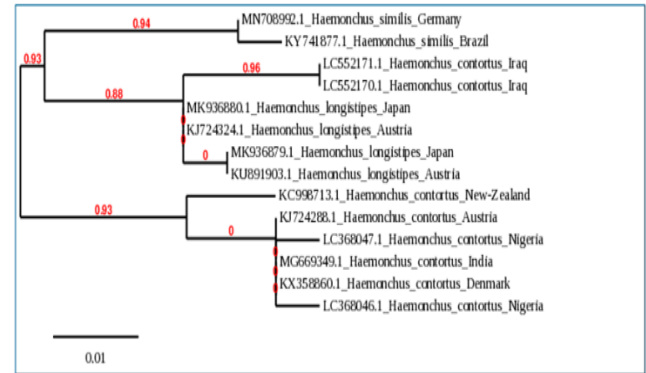 0.94
MN708992.1_Haemonchus_similis_Germany
KY741877.1_Haemonchus_similis_Brazil
0.93
0.96
LC552171.1_Haemonchus_contortus_Iraq
LC552170.1_Haemonchus_contortus_Iraq
0.88
MK936880.1_Haemonchus_longistipes_Japan
KJ724324.1_Haemonchus_longistipes_Austria
0
MK936879.1_Haemonchus_longistipes_Japan
KU891903.1_Haemonchus_longistipes_Austria
KC998713.1_Haemonchus_contortus_New-Zealand
0.93
KJ724288.1_Haemonchus_contortus_Austria
0
LC368047.1_Haemonchus_contortus_Nigeria
MG669349.1_Haemonchus_contortus_India
KX358860.1_Haemonchus_contortus_Denmark
LC368046.1_Haemonchus_contortus_Nigeria
0.01